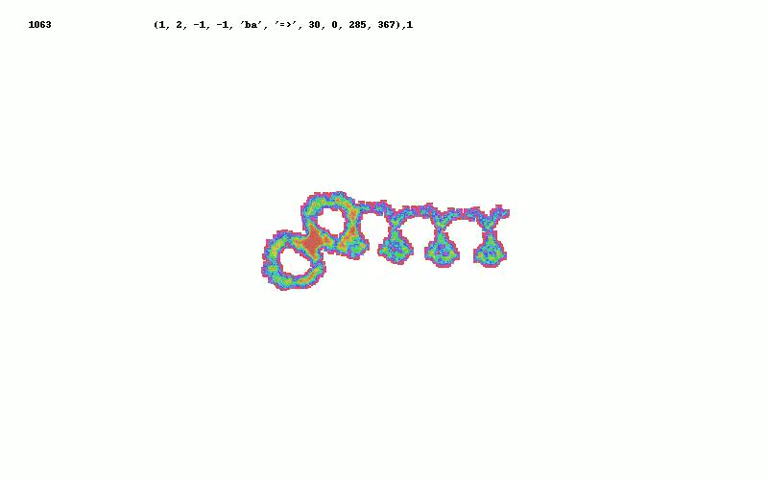 1063 (1, 2, -1, -1, 'ba', '=>', 30, 0, 285, 367),1